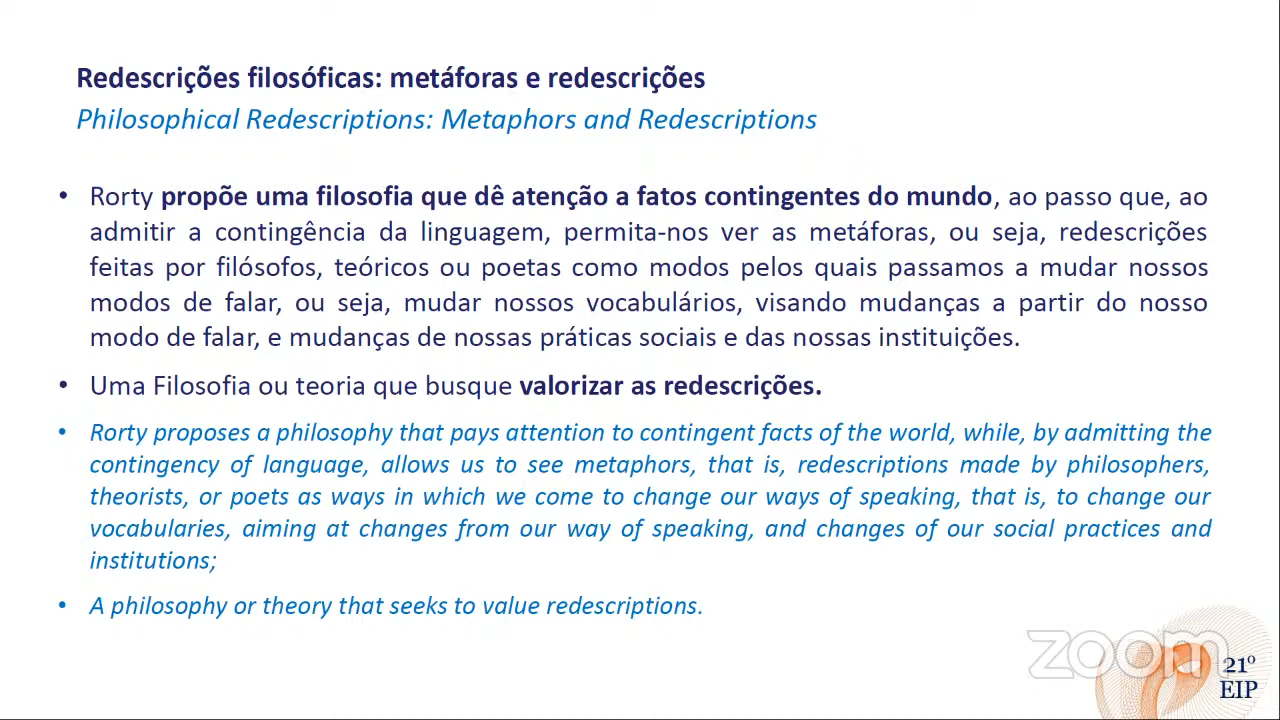 Redescrições filosóficas: metáforas e redescrições
Philosophical Redescriptions: Metaphors and Redescriptions
• Rorty propõe uma filosofia que dê atenção a fatos contingentes do mundo, ao passo que, ao
admitir a contingência da linguagem, permita-nos ver as metáforas, ou seja, redescrições
feitas por filósofos, teóricos ou poetas como modos pelos quais passamos a mudar nossos
modos de falar, ou seja, mudar nossos vocabulários, visando mudanças a partir do nosso
modo de falar, e mudanças de nossas práticas sociais e das nossas instituições.
• Uma Filosofia ou teoria que busque valorizar as redescrições.
• Rorty proposes a philosophy that pays attention to contingent facts of the world, while, by admitting the
contingency of language, allows us to see metaphors, that is, redescriptions made by philosophers,
theorists, or poets as ways in which we come to change our ways of speaking, that is, to change our
vocabularies, aiming at changes from our way of speaking, and changes of our social practices and
institutions;
• A philosophy or theory that seeks to value redescriptions.
zoom
21º
EIP